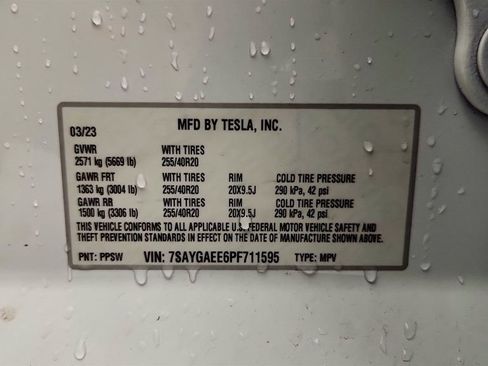 03/23 MFD BY TESLA, INC.
GVWR WITH TIRES
2571 kg (5669 lb) 255/40R20
GAWR FRT WITH TIRES RIM COLD TIRE PRESSURE
1363 kg (3004 lb) 255/40R20 20X9.5J 290 kPa, 42 psi
GAWR RR WITH TIRES RIM COLD TIRE PRESSURE
1500 kg (3306 lb) 255/40R20 20X9.5J 290 kPa, 42 psi
THIS VEHICLE CONFORMS TO ALL APPLICABLE U.S. FEDERAL MOTOR VEHICLE SAFETY AND
THEFT PREVENTION STANDARDS IN EFFECT ON THE DATE OF MANUFACTURE SHOWN ABOVE.
PNT: PPSW VIN: 7SAYGAEE6PF711595 TYPE: MPV